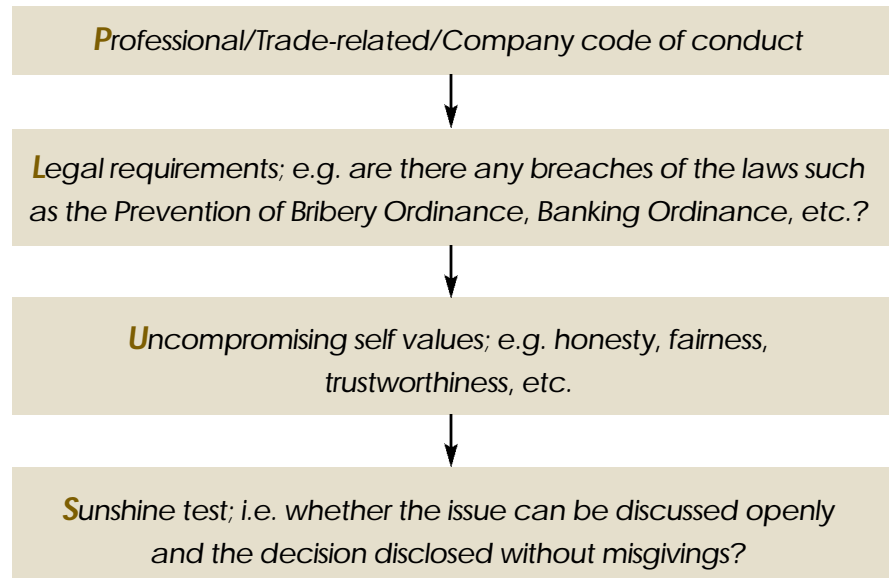 Professional/Trade-related/Company code of conduct
Legal requirements; e.g. are there any breaches of the laws such
as the Prevention of Bribery Ordinance, Banking Ordinance, etc.?
Uncompromising self values; e.g. honesty, fairness,
trustworthiness, etc.
Sunshine test; i.e. whether the issue can be discussed openly
and the decision disclosed without misgivings?